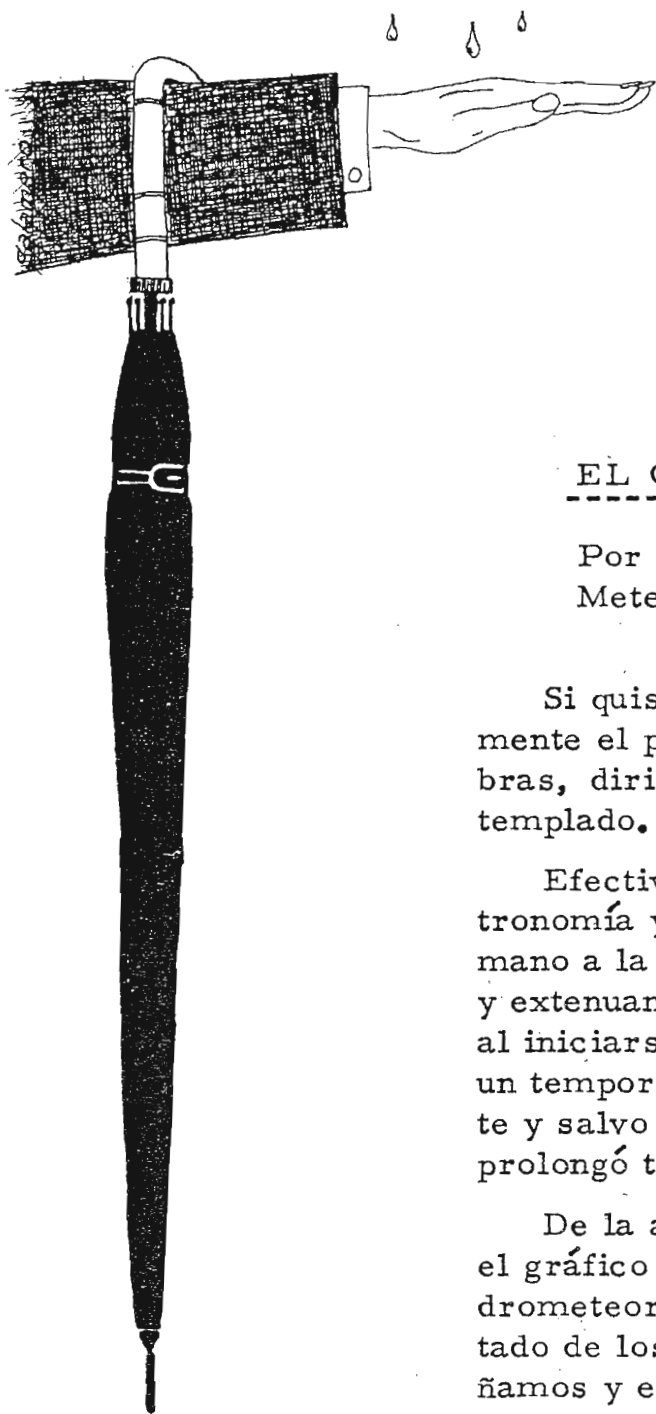 EL
Por
Mete
Si quis
mente el p
bras, diri
templado.
Efectiv
tronomía y
mano a la
y extenuan
al iniciars
un tempor
te y salvo
prolongó t
De la a
el gráfico
drometeor
tado de los
ñamos y e